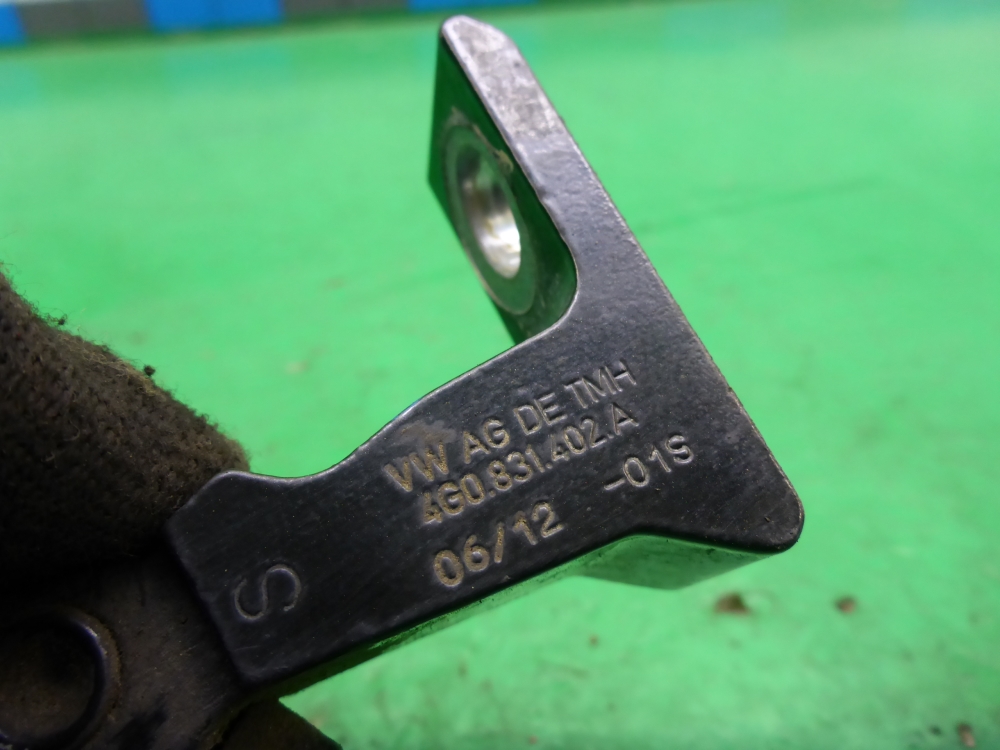 VW AG DE TMH
4G0.831.402.A
-01S
06/12
S